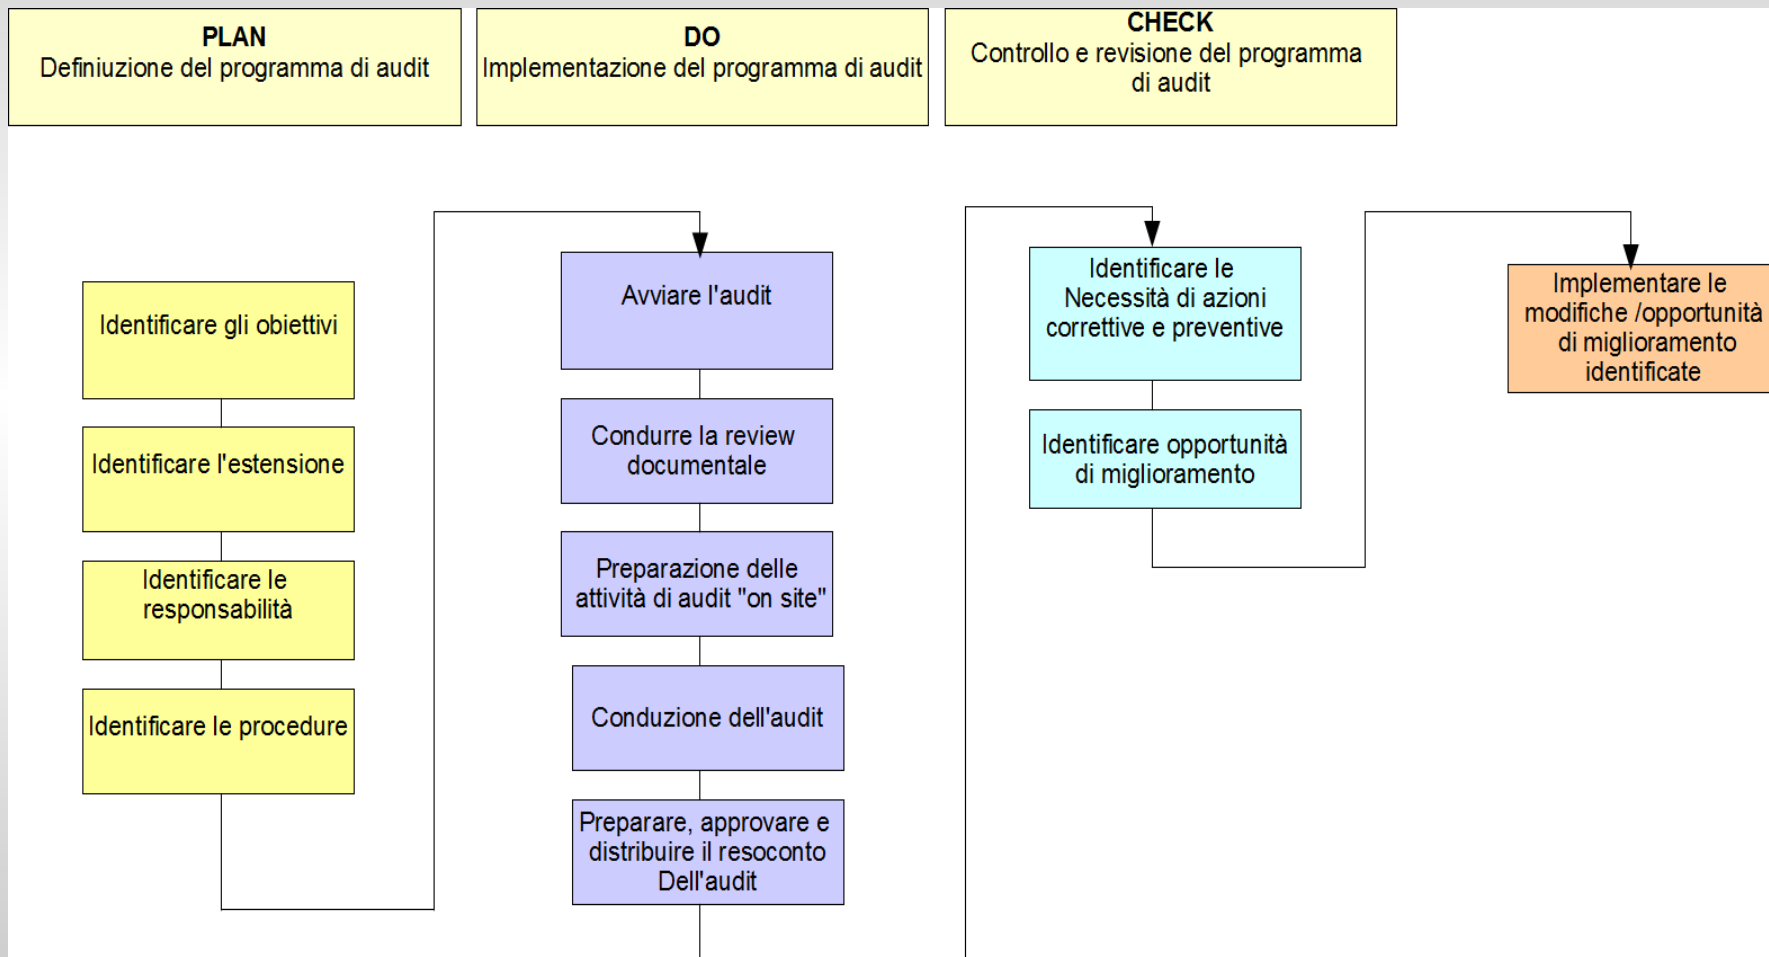 PLAN
Definiuzione del programma di audit
DO
Implementazione del programma di audit
CHECK
Controllo e revisione del programma
di audit
Identificare gli obiettivi
Identificare l'estensione
Identificare le
responsabilità
Identificare le procedure
Avviare l'audit
Condurre la review
documentale
Preparazione delle
attività di audit "on site"
Conduzione dell'audit
Preparare, approvare e
distribuire il resoconto
Dell'audit
Identificare le
Necessità di azioni
correttive e preventive
Identificare opportunità
di miglioramento
Implementare le
modifiche /opportunità
di miglioramento
identificate